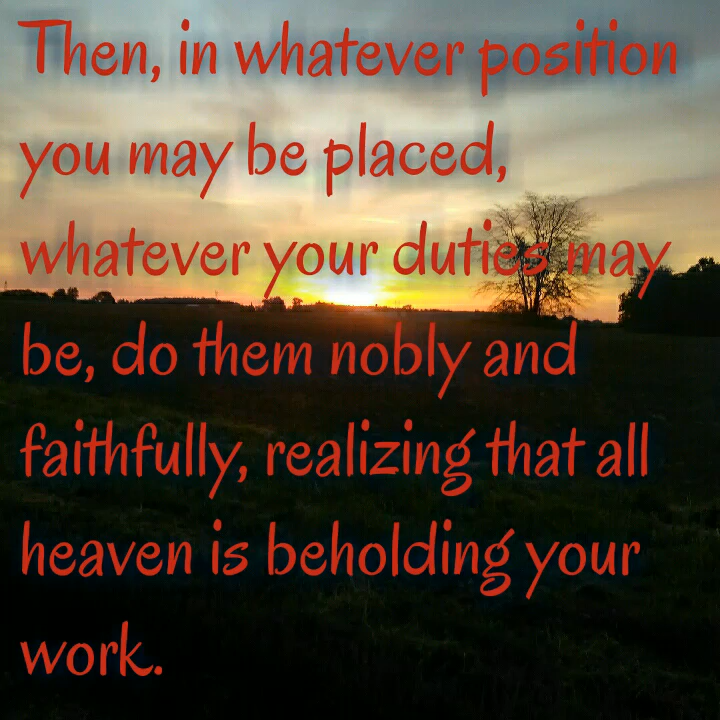 Then, in whatever position
you may be placed,
whatever your duties may
be, do them nobly and
faithfully, realizing that all
heaven is beholding your
work.